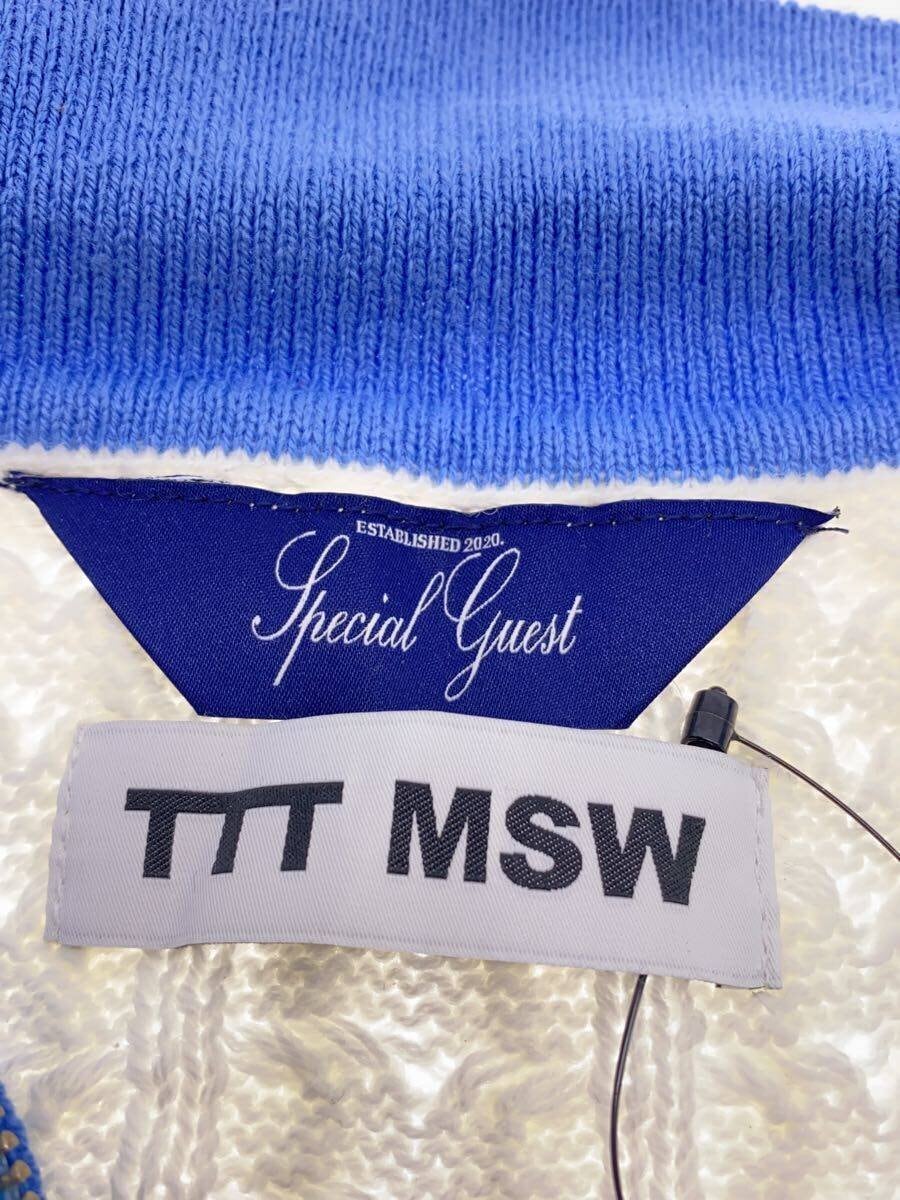 ESTABLISHED 2020.
Special Guest
TTT MSW